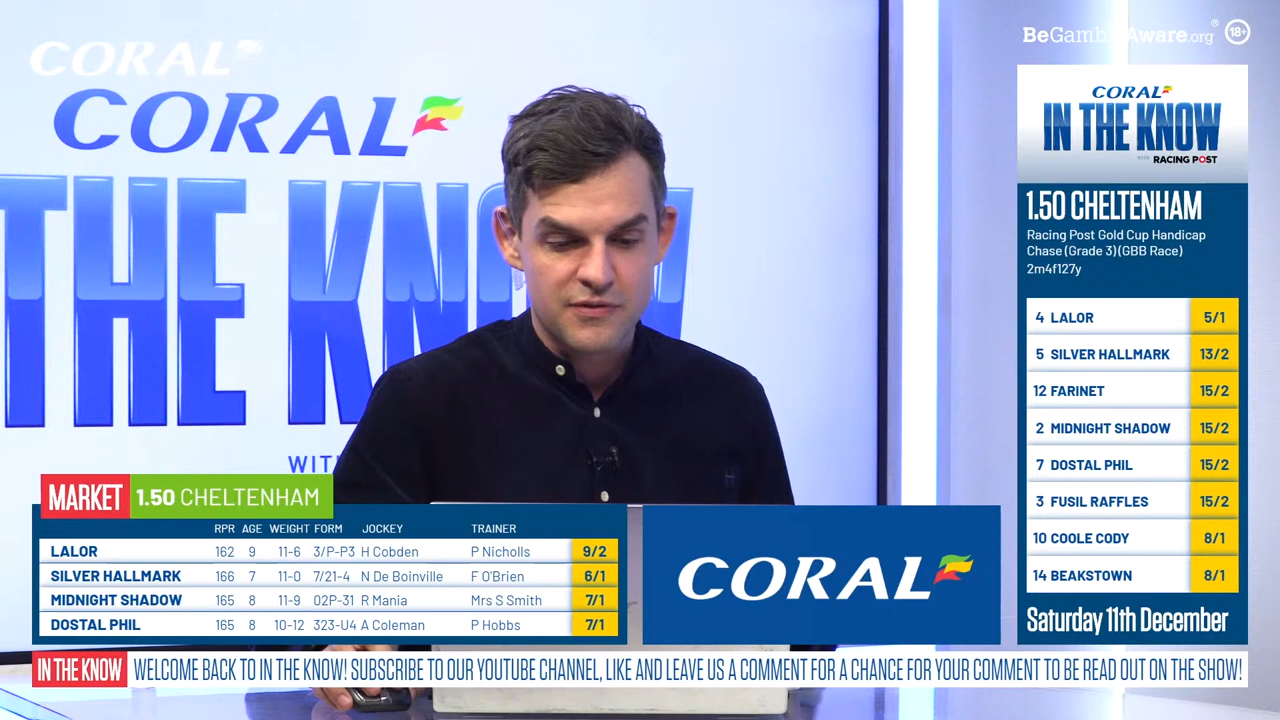 CORAL
BeGambleAware.org® 18+
CORAL
THE KNOW
WITH
CORAL
IN THE KNOW
WITH RACING POST
1.50 CHELTENHAM
Racing Post Gold Cup Handicap
Chase (Grade 3) (GBB Race)
2m4f127y
4 LALOR 5/1
5 SILVER HALLMARK 13/2
12 FARINET 15/2
2 MIDNIGHT SHADOW 15/2
7 DOSTAL PHIL 15/2
3 FUSIL RAFFLES 15/2
10 COOLE CODY 8/1
14 BEAKSTOWN 8/1
Saturday 11th December
MARKET 1.50 CHELTENHAM
RPR AGE WEIGHT FORM JOCKEY TRAINER
LALOR 162 9 11-6 3/P-P3 H Cobden P Nicholls 9/2
SILVER HALLMARK 166 7 11-0 7/21-4 N De Boinville F O'Brien 6/1
MIDNIGHT SHADOW 165 8 11-9 02P-31 R Mania Mrs S Smith 7/1
DOSTAL PHIL 165 8 10-12 323-U4 A Coleman P Hobbs 7/1
CORAL
IN THE KNOW WELCOME BACK TO IN THE KNOW! SUBSCRIBE TO OUR YOUTUBE CHANNEL, LIKE AND LEAVE US A COMMENT FOR A CHANCE FOR YOUR COMMENT TO BE READ OUT ON THE SHOW!